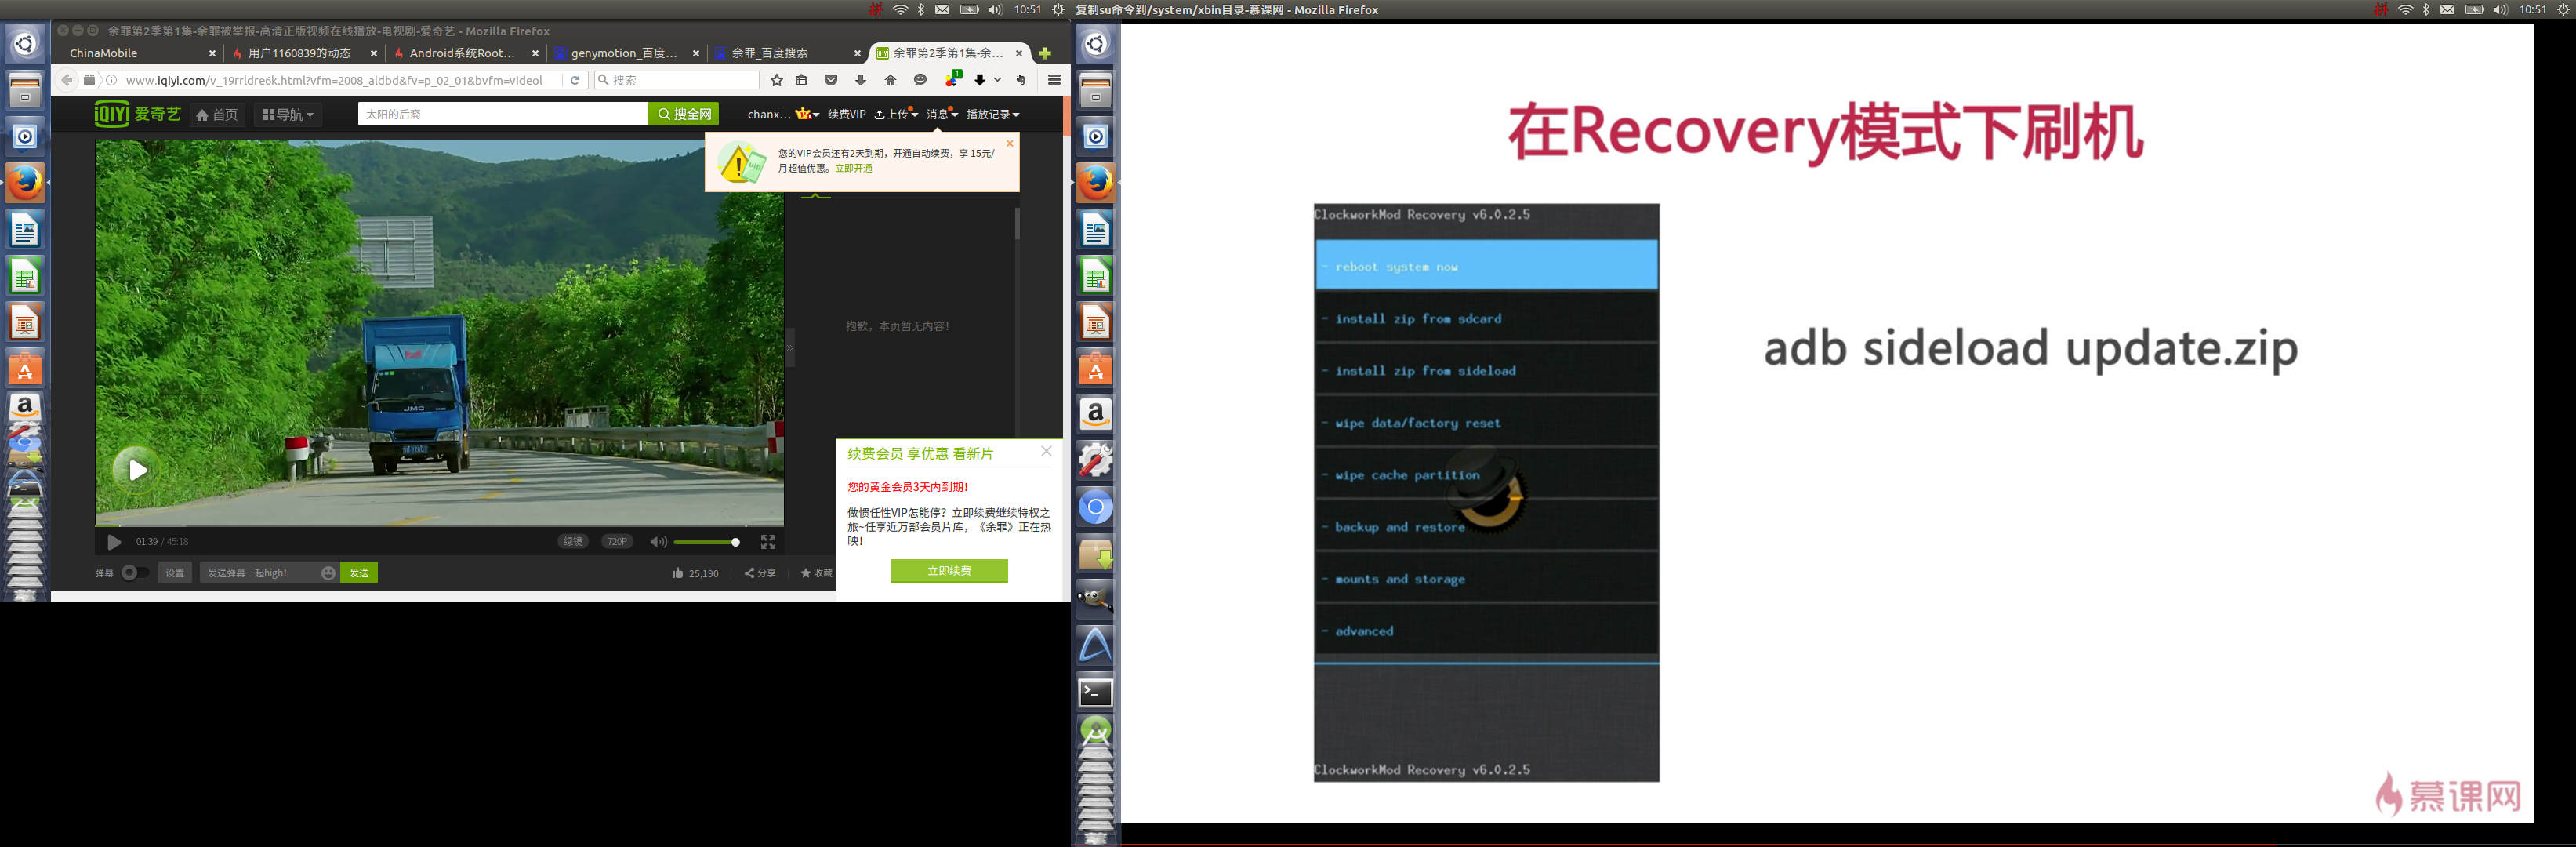 拼 10:51
余罪第2季第1集-余罪被举报-高清正版视频在线播放-电视剧-爱奇艺 - Mozilla Firefox
ChinaMobile
用户1160839的动态
Android系统Root...
genymotion_百度...
余罪_百度搜索
余罪第2季第1集-余...
www.iqiyi.com/v_19rrldre6k.html?vfm=2008_aldbd&fv=p_02_01&bvfm=videol
搜索
1
iQIYI 爱奇艺
首页
导航
太阳的后裔
搜全网
chanx...
续费VIP
上传
消息
播放记录
您的VIP会员还有2天到期，开通自动续费，享 15元/
月超值优惠。立即开通
抱歉，本页暂无内容！
JMC
01:39 / 45:18
绿镜
720P
弹幕
设置
发送弹幕一起high!
发送
25,190
分享
收藏
续费会员 享优惠 看新片
您的黄金会员3天内到期！
做惯任性VIP怎能停？立即续费继续特权之
旅~任享近万部会员片库，《余罪》正在热
映！
立即续费
复制su命令到/system/xbin目录-慕课网 - Mozilla Firefox
拼 10:51
在Recovery模式下刷机
ClockworkMod Recovery v6.0.2.5
- reboot system now
- install zip from sdcard
- install zip from sideload
- wipe data/factory reset
- wipe cache partition
- backup and restore
- mounts and storage
- advanced
ClockworkMod Recovery v6.0.2.5
adb sideload update.zip
慕课网